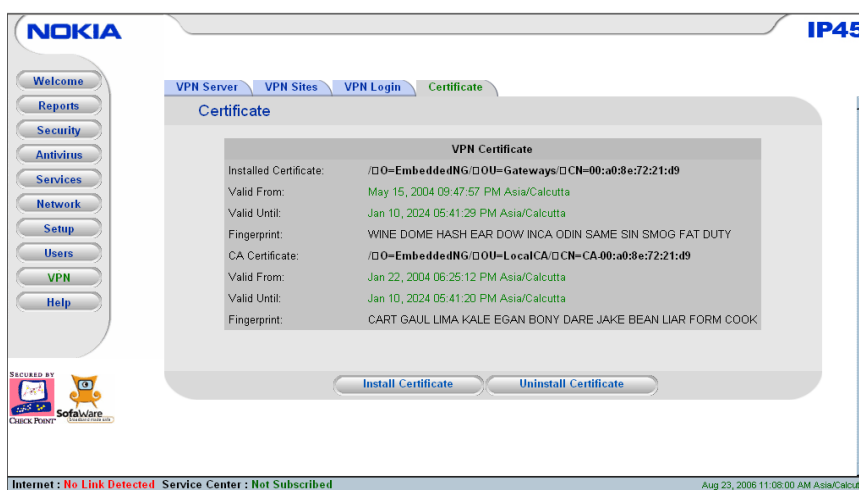 NOKIA
IP45
Welcome
Reports
Security
Antivirus
Services
Network
Setup
Users
VPN
Help
VPN Server VPN Sites VPN Login Certificate
Certificate
VPN Certificate
Installed Certificate: /□O=EmbeddedNG/□OU=Gateways/□CN=00:a0:8e:72:21:d9
Valid From: May 15, 2004 09:47:57 PM Asia/Calcutta
Valid Until: Jan 10, 2024 05:41:29 PM Asia/Calcutta
Fingerprint: WINE DOME HASH EAR DOW INCA ODIN SAME SIN SMOG FAT DUTY
CA Certificate: /□O=EmbeddedNG/□OU=LocalCA/□CN=CA-00:a0:8e:72:21:d9
Valid From: Jan 22, 2004 06:25:12 PM Asia/Calcutta
Valid Until: Jan 10, 2024 05:41:20 PM Asia/Calcutta
Fingerprint: CART GAUL LIMA KALE EGAN BONY DARE JAKE BEAN LIAR FORM COOK
Install Certificate Uninstall Certificate
SECURED BY
CHECK POINT
SofaWare
Internet : No Link Detected Service Center : Not Subscribed
Aug 23, 2006 11:08:00 AM Asia/Calcut